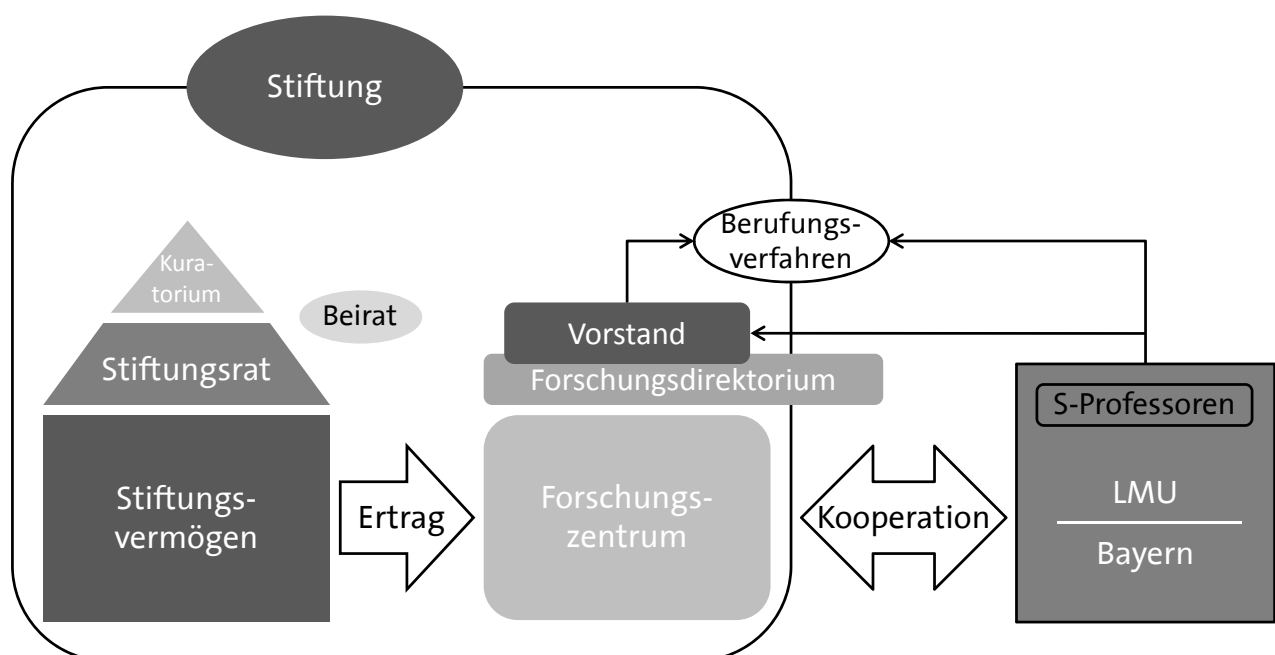 Stiftung
Berufungs-
verfahren
Kura-
torium
Beirat
Vorstand
Stiftungsrat
Forschungsdirektorium
S-Professoren
Stiftungs-
vermögen
Ertrag
Forschungs-
zentrum
Kooperation
LMU
Bayern